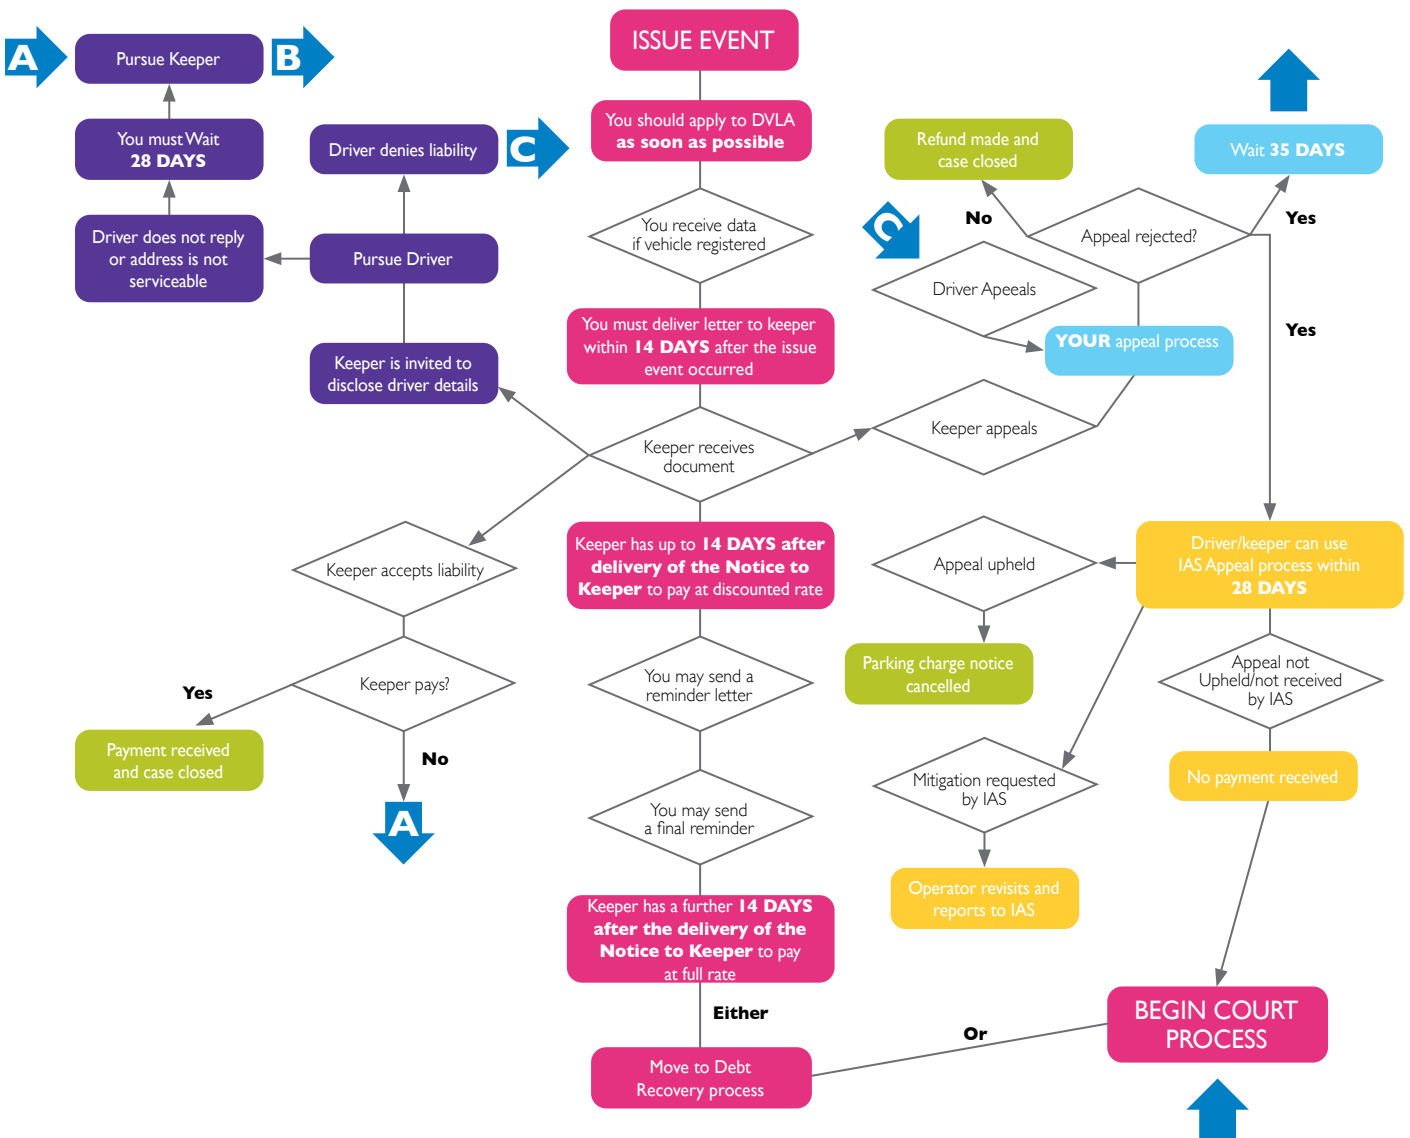 ISSUE EVENT
You should apply to DVLA
as soon as possible
You receive data
if vehicle registered
You must deliver letter to keeper
within 14 DAYS after the issue
event occurred
Keeper receives
document
Keeper has up to 14 DAYS after
delivery of the Notice to
Keeper to pay at discounted rate
You may send a
reminder letter
You may send
a final reminder
Keeper has a further 14 DAYS
after the delivery of the
Notice to Keeper to pay
at full rate
Either
Move to Debt
Recovery process
Or
BEGIN COURT
PROCESS
A
Pursue Keeper
B
You must Wait
28 DAYS
Driver does not reply
or address is not
serviceable
Driver denies liability
C
Pursue Driver
Keeper is invited to
disclose driver details
Keeper accepts liability
Keeper pays?
Yes
Payment received
and case closed
No
A
Refund made and
case closed
Wait 35 DAYS
No
Yes
Appeal rejected?
C
Driver Apeeals
YOUR appeal process
Yes
Keeper appeals
Appeal upheld
Driver/keeper can use
IAS Appeal process within
28 DAYS
Parking charge notice
cancelled
Appeal not
Upheld/not received
by IAS
Mitigation requested
by IAS
No payment received
Operator revisits and
reports to IAS